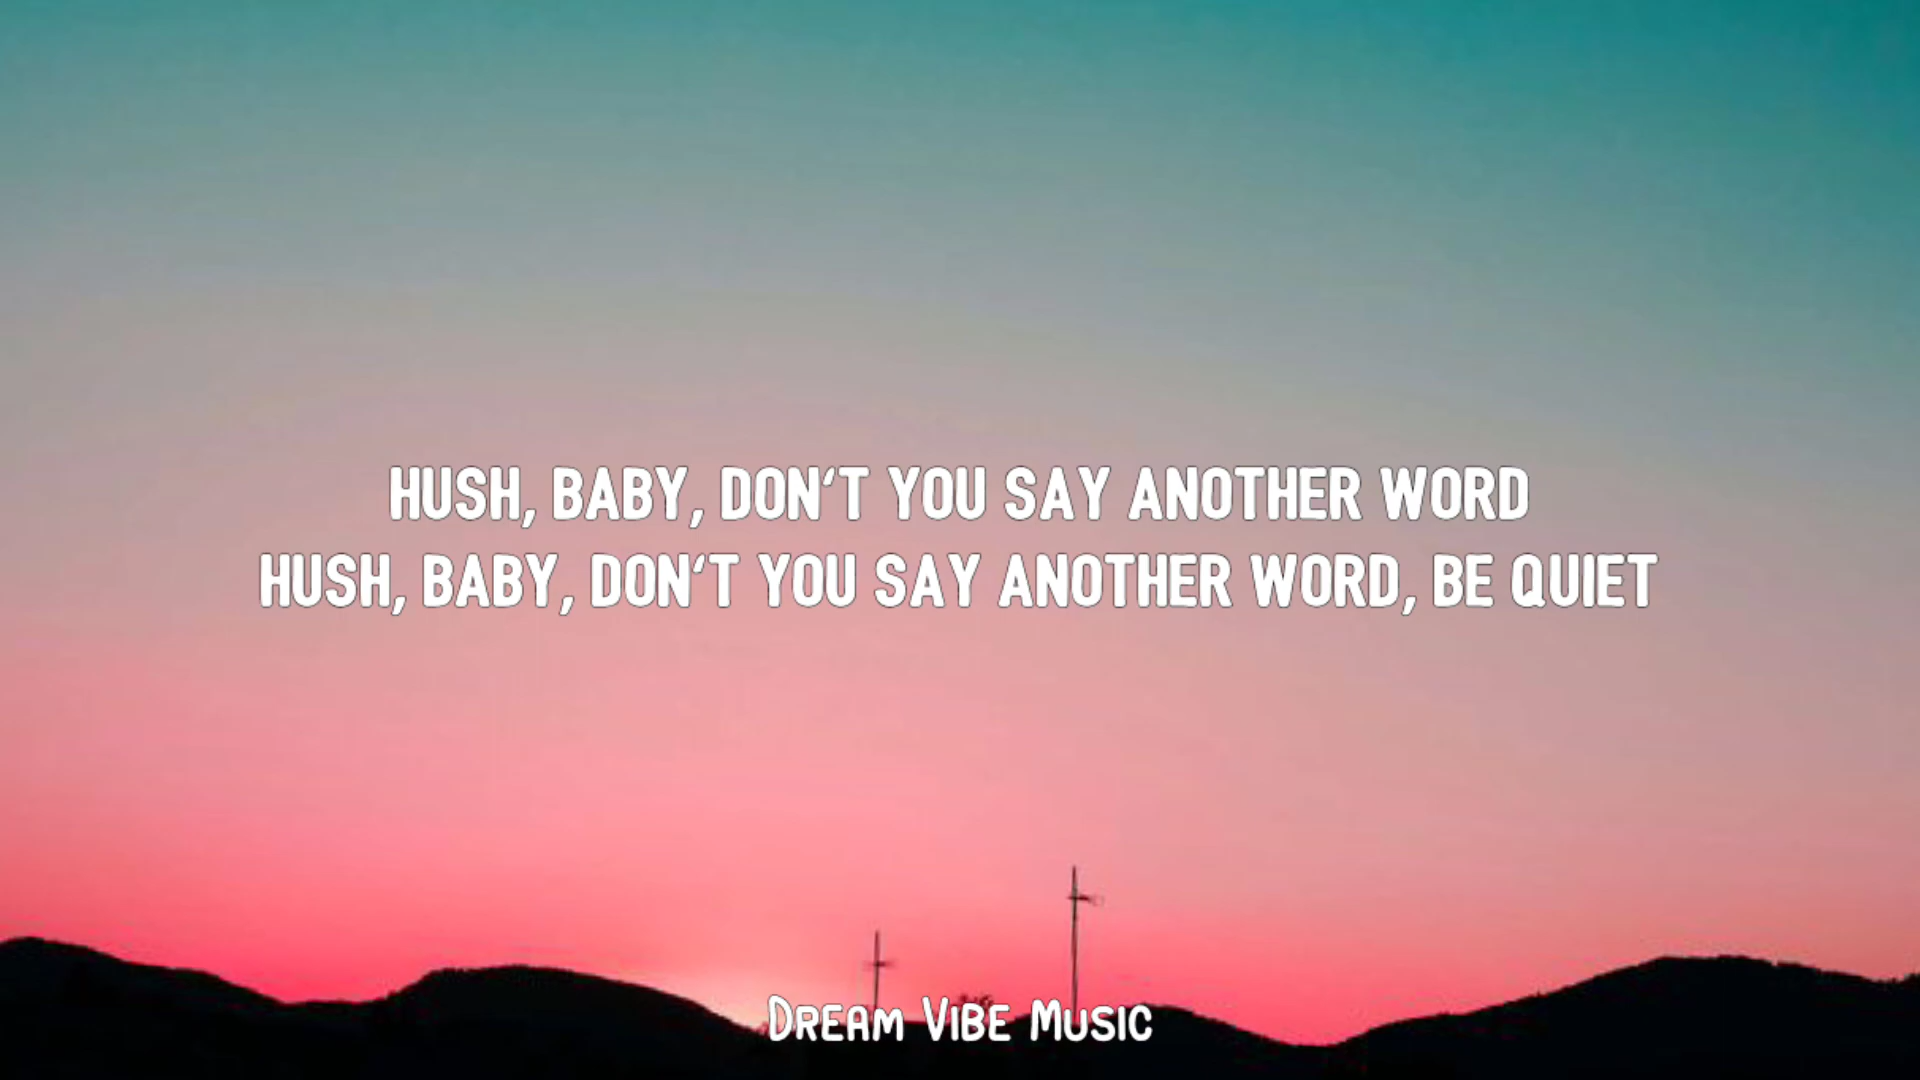 HUSH, BABY, DON'T YOU SAY ANOTHER WORD
HUSH, BABY, DON'T YOU SAY ANOTHER WORD, BE QUIET
DREAM VIBE MUSIC